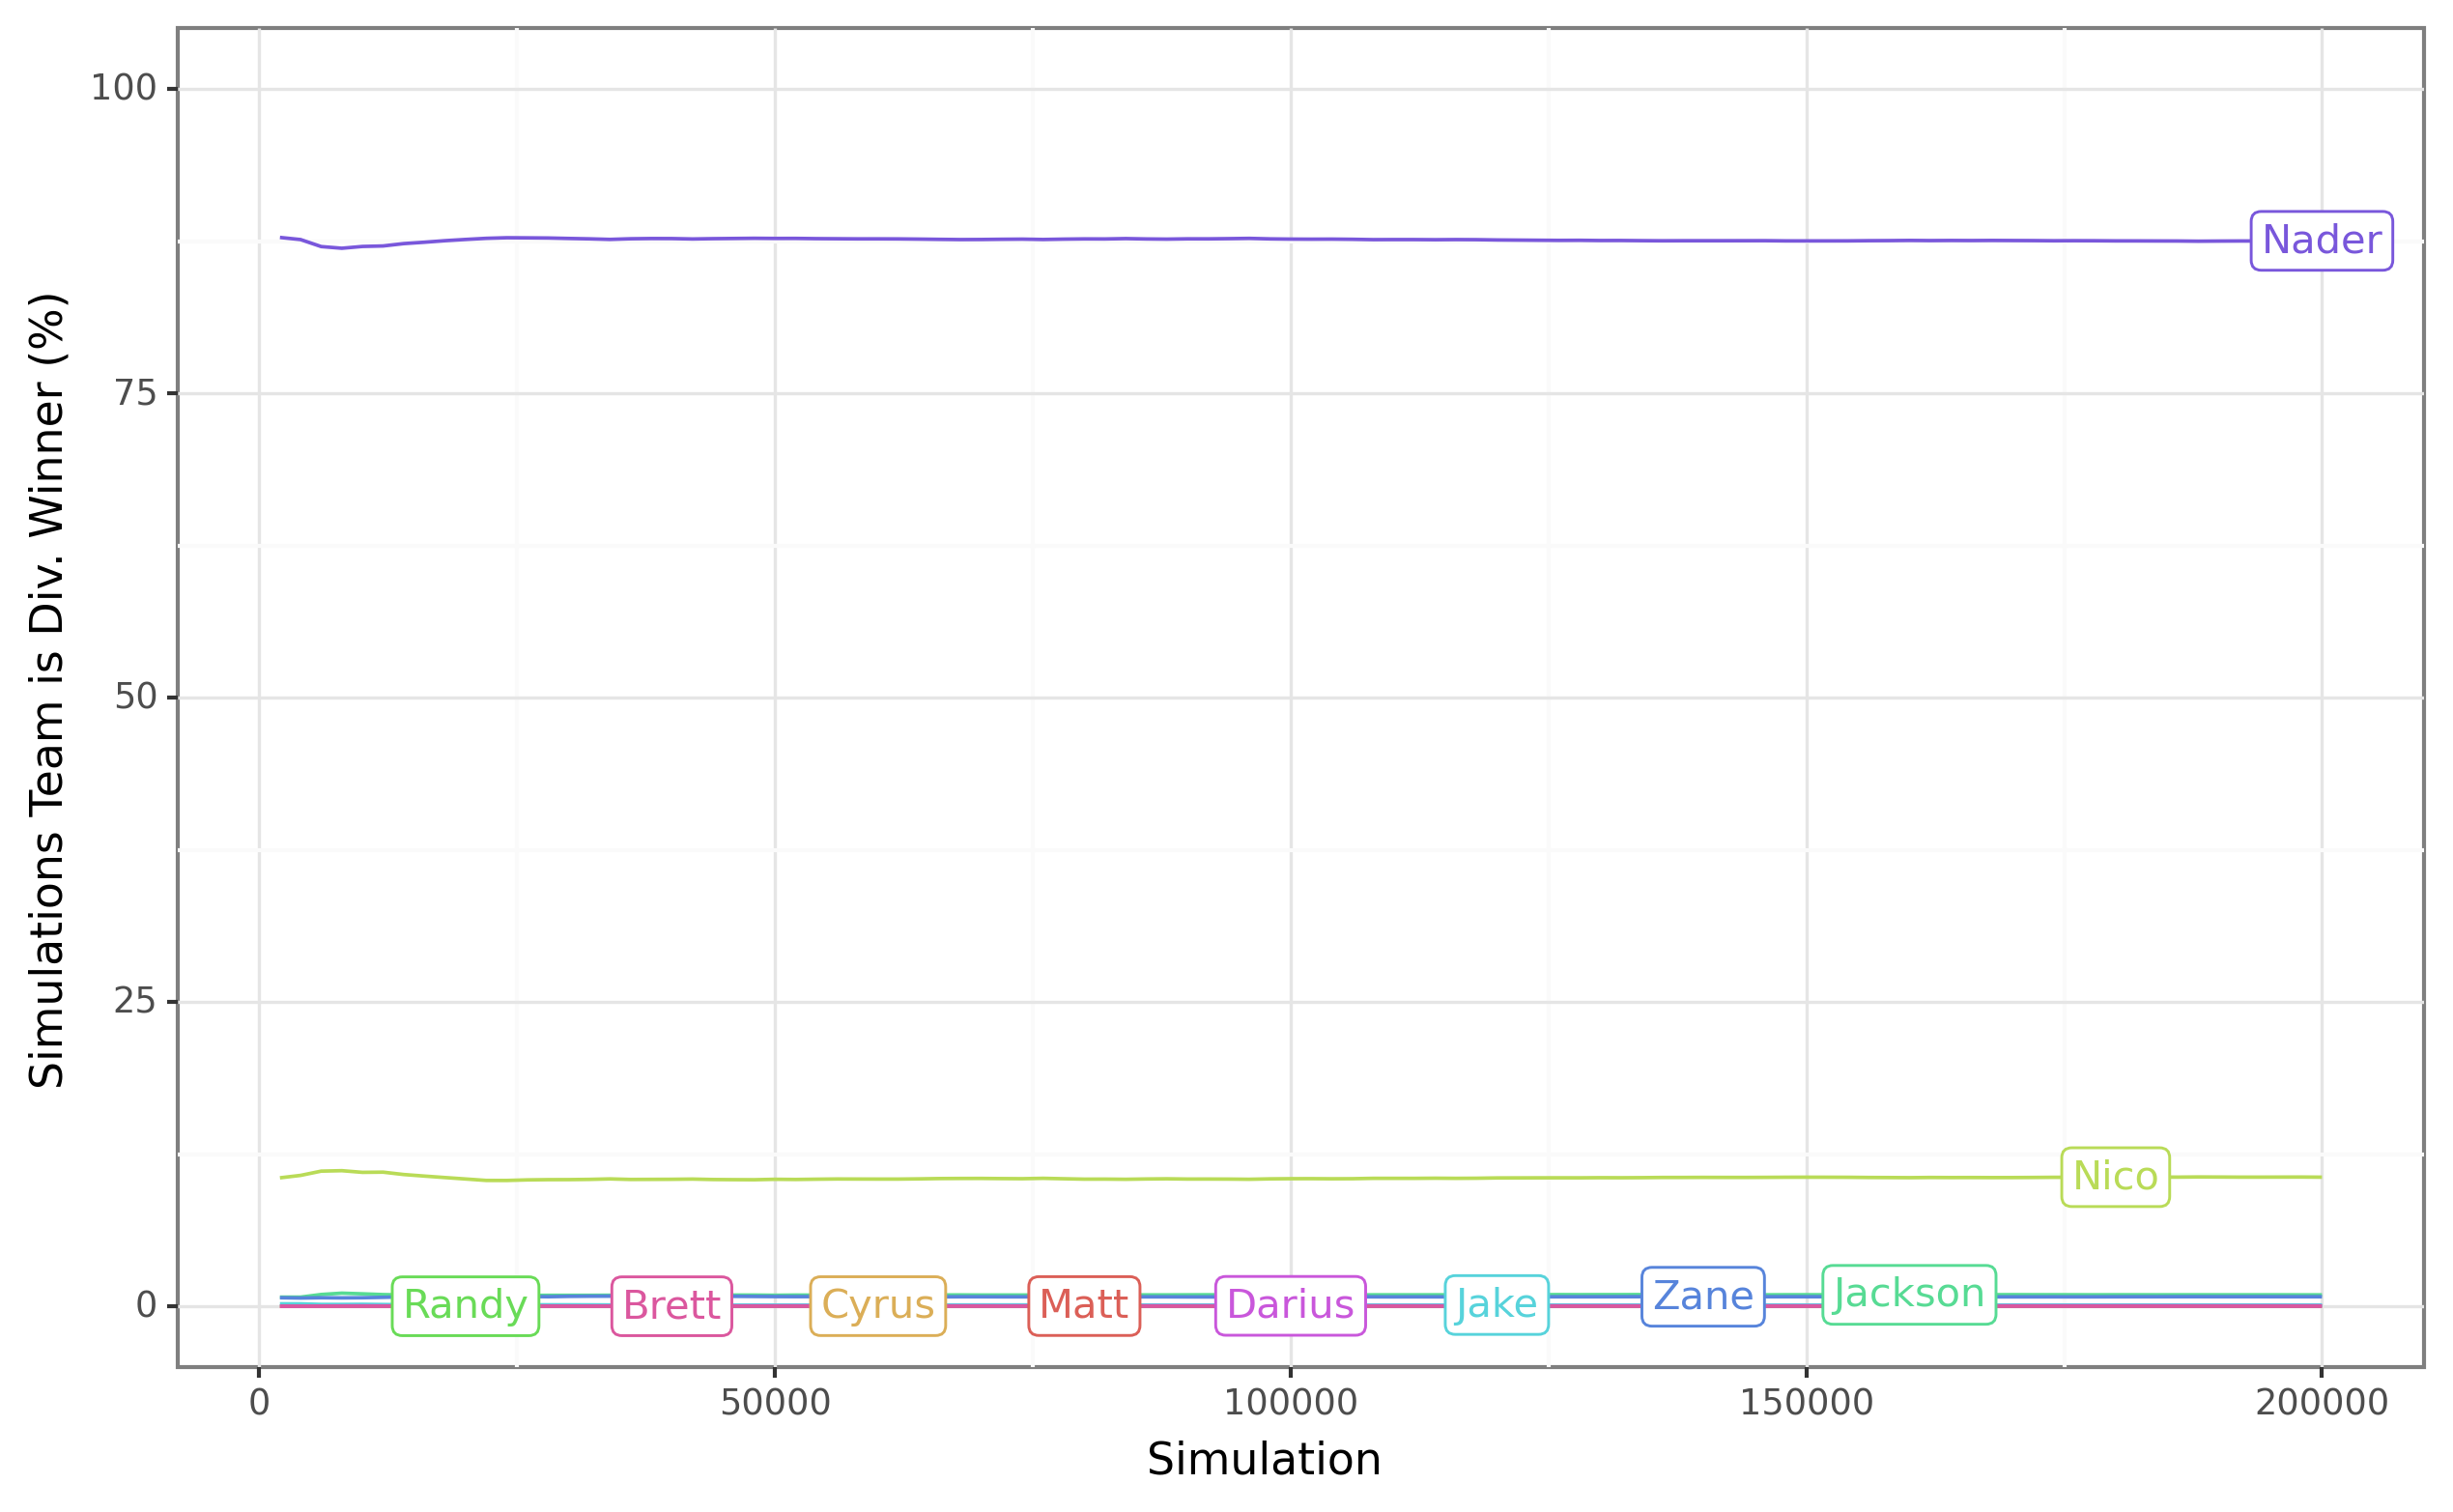 Simulations Team is Div. Winner (%)
100
75
50
25
0
Nader
Nico
Randy
Brett
Cyrus
Matt
Darius
Jake
Zane
Jackson
0
50000
100000
150000
200000
Simulation